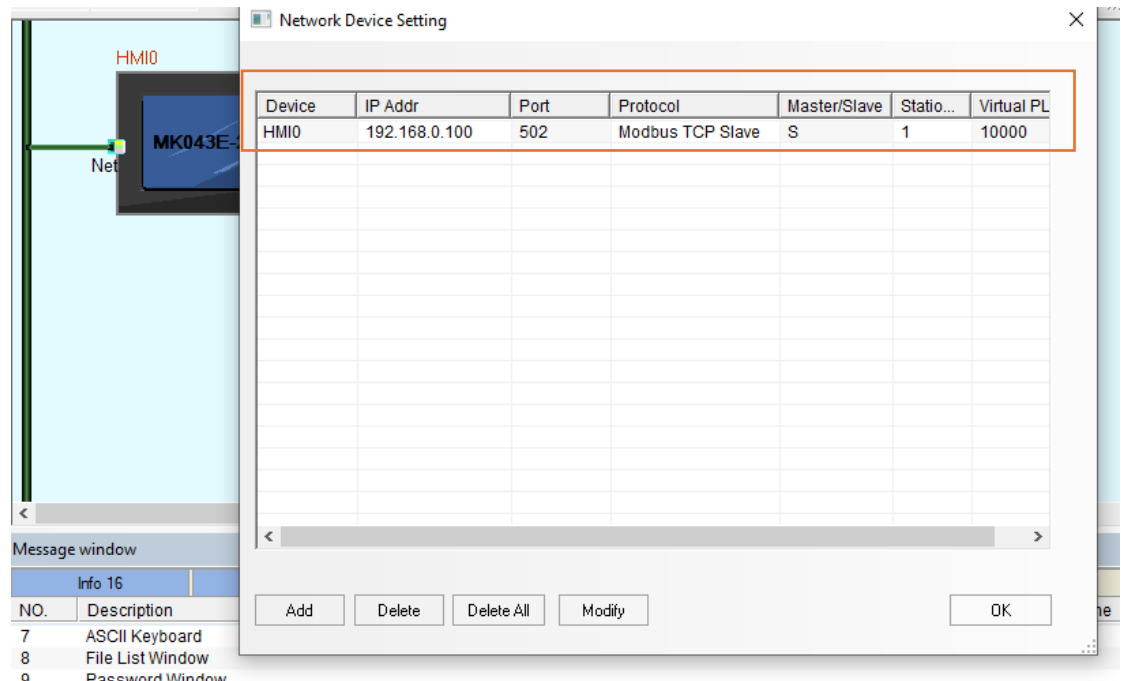 Network Device Setting
HMI0
Device IP Addr Port Protocol Master/Slave Statio... Virtual PL
HMI0 192.168.0.100 502 Modbus TCP Slave S 1 10000
MK043E-
Net
Message window
Info 16
NO. Description
Add Delete Delete All Modify OK
7 ASCII Keyboard
8 File List Window
9 Password Window